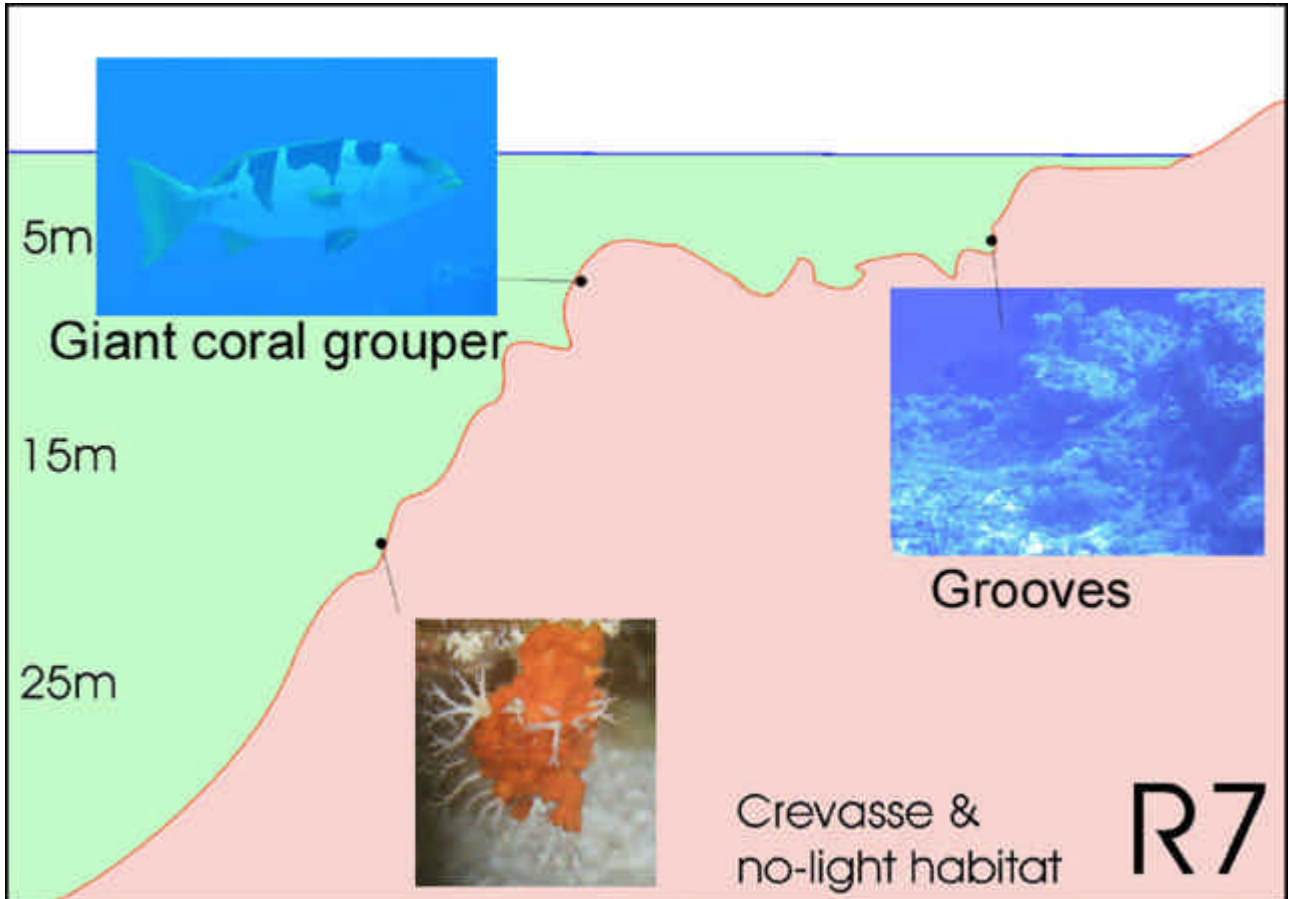 5m
Giant coral grouper
15m
Grooves
25m
Crevasse &
no-light habitat
R7